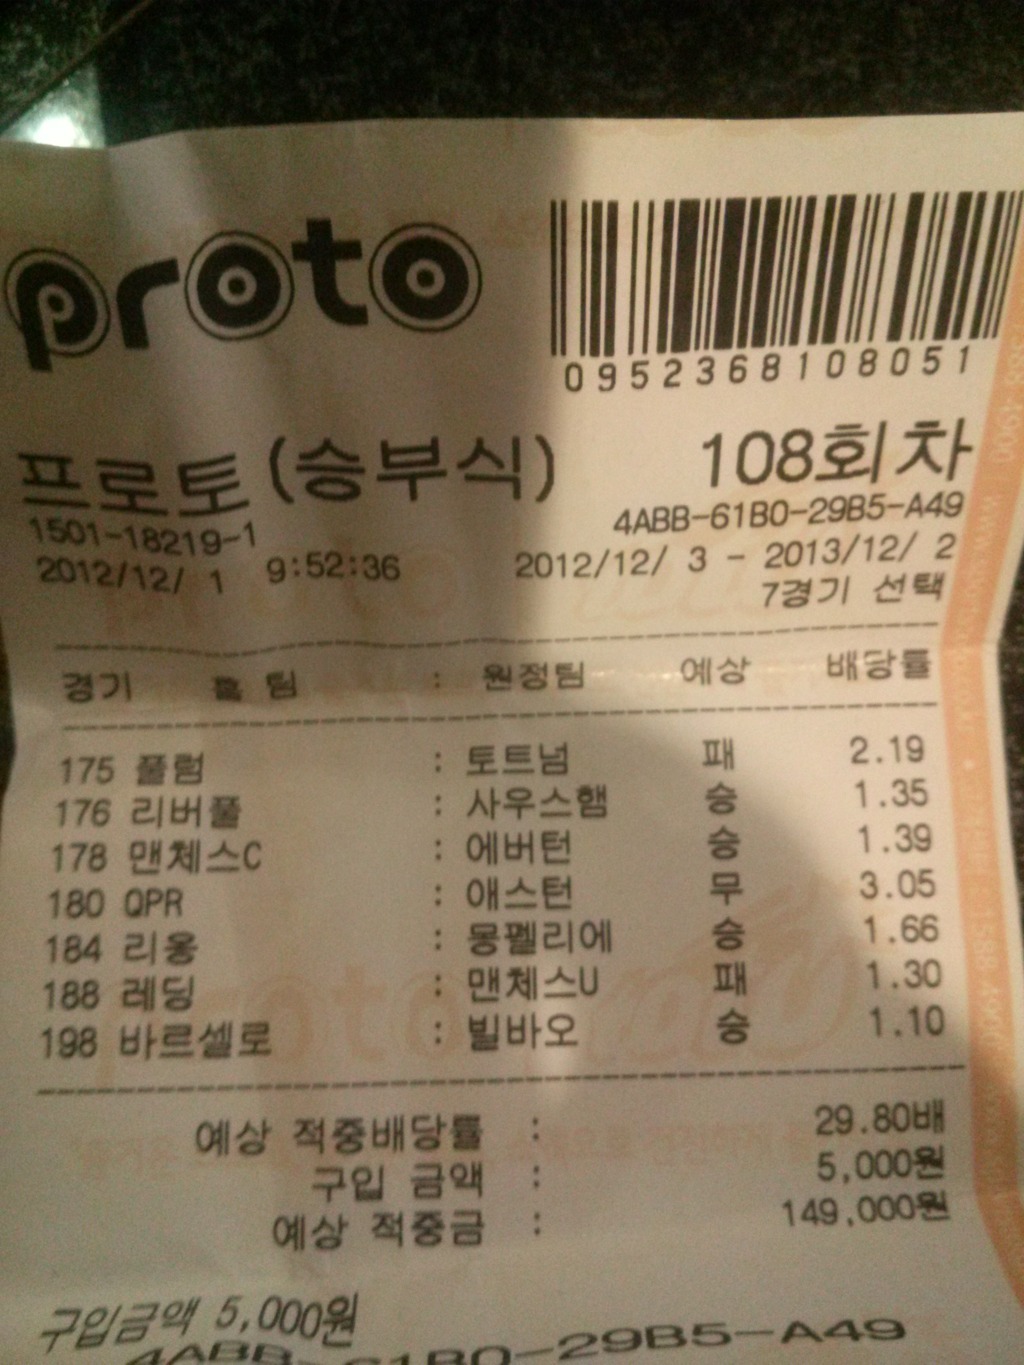 proto
0952368108051
프로토(승부식) 108회차
1501-18219-1 4ABB-61B0-29B5-A49
2012/12/ 1 9:52:36 2012/12/ 3 - 2013/12/ 2
7경기 선택
경기 홈 팀 : 원정팀 예상 배당률
175 풀럼 : 토트넘 패 2.19
176 리버풀 : 사우스햄 승 1.35
178 맨체스C : 에버턴 승 1.39
180 QPR : 애스턴 무 3.05
184 리옹 : 몽펠리에 승 1.66
188 레딩 : 맨체스U 패 1.30
198 바르셀로 : 빌바오 승 1.10
예상 적중배당률 : 29.80배
구입 금액 : 5,000원
예상 적중금 : 149,000원
구입금액 5,000원
4ABB-61B0-29B5-A49